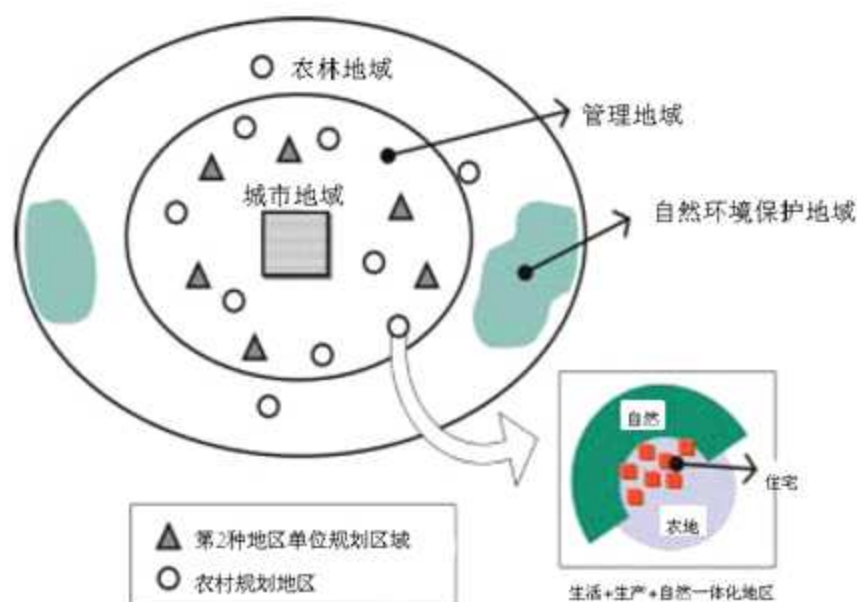 农林地域
管理地域
城市地域
自然环境保护地域
自然
住宅
农地
第2种地区单位规划区域
农村规划地区
生活+生产+自然一体化地区